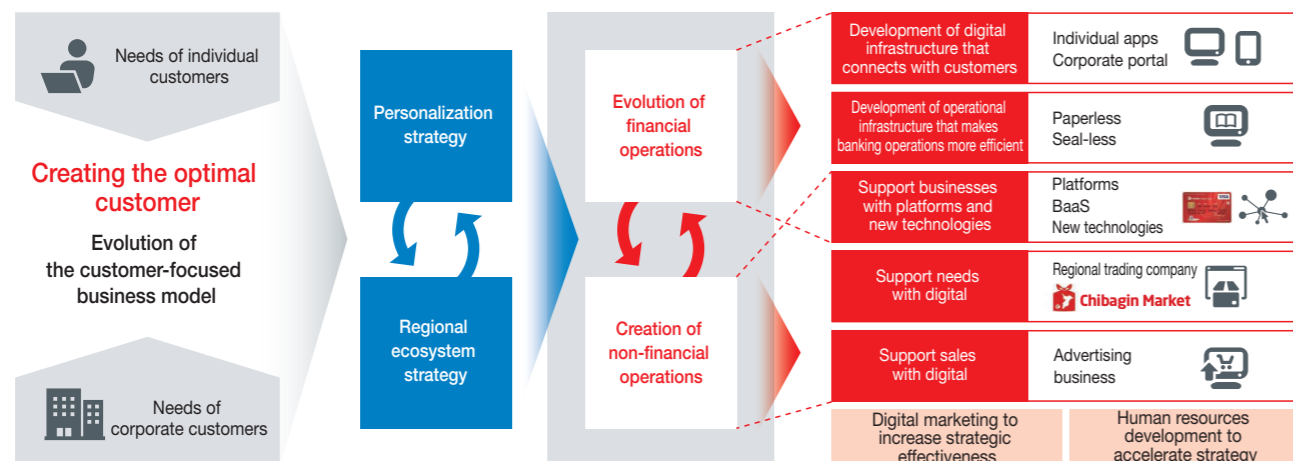 Needs of individual
customers
Creating the optimal
customer
Evolution of
the customer-focused
business model
Needs of
corporate customers
Personalization
strategy
Regional
ecosystem
strategy
Evolution of
financial
operations
Creation of
non-financial
operations
Development of digital
infrastructure that
connects with customers
Individual apps
Corporate portal
Development of operational
infrastructure that makes
banking operations more efficient
Paperless
Seal-less
Support businesses
with platforms and
new technologies
Platforms
BaaS
New technologies
VISA
Support needs
with digital
Regional trading company
Chibagin Market
Support sales
with digital
Advertising
business
Digital marketing to
increase strategic
effectiveness
Human resources
development to
accelerate strategy